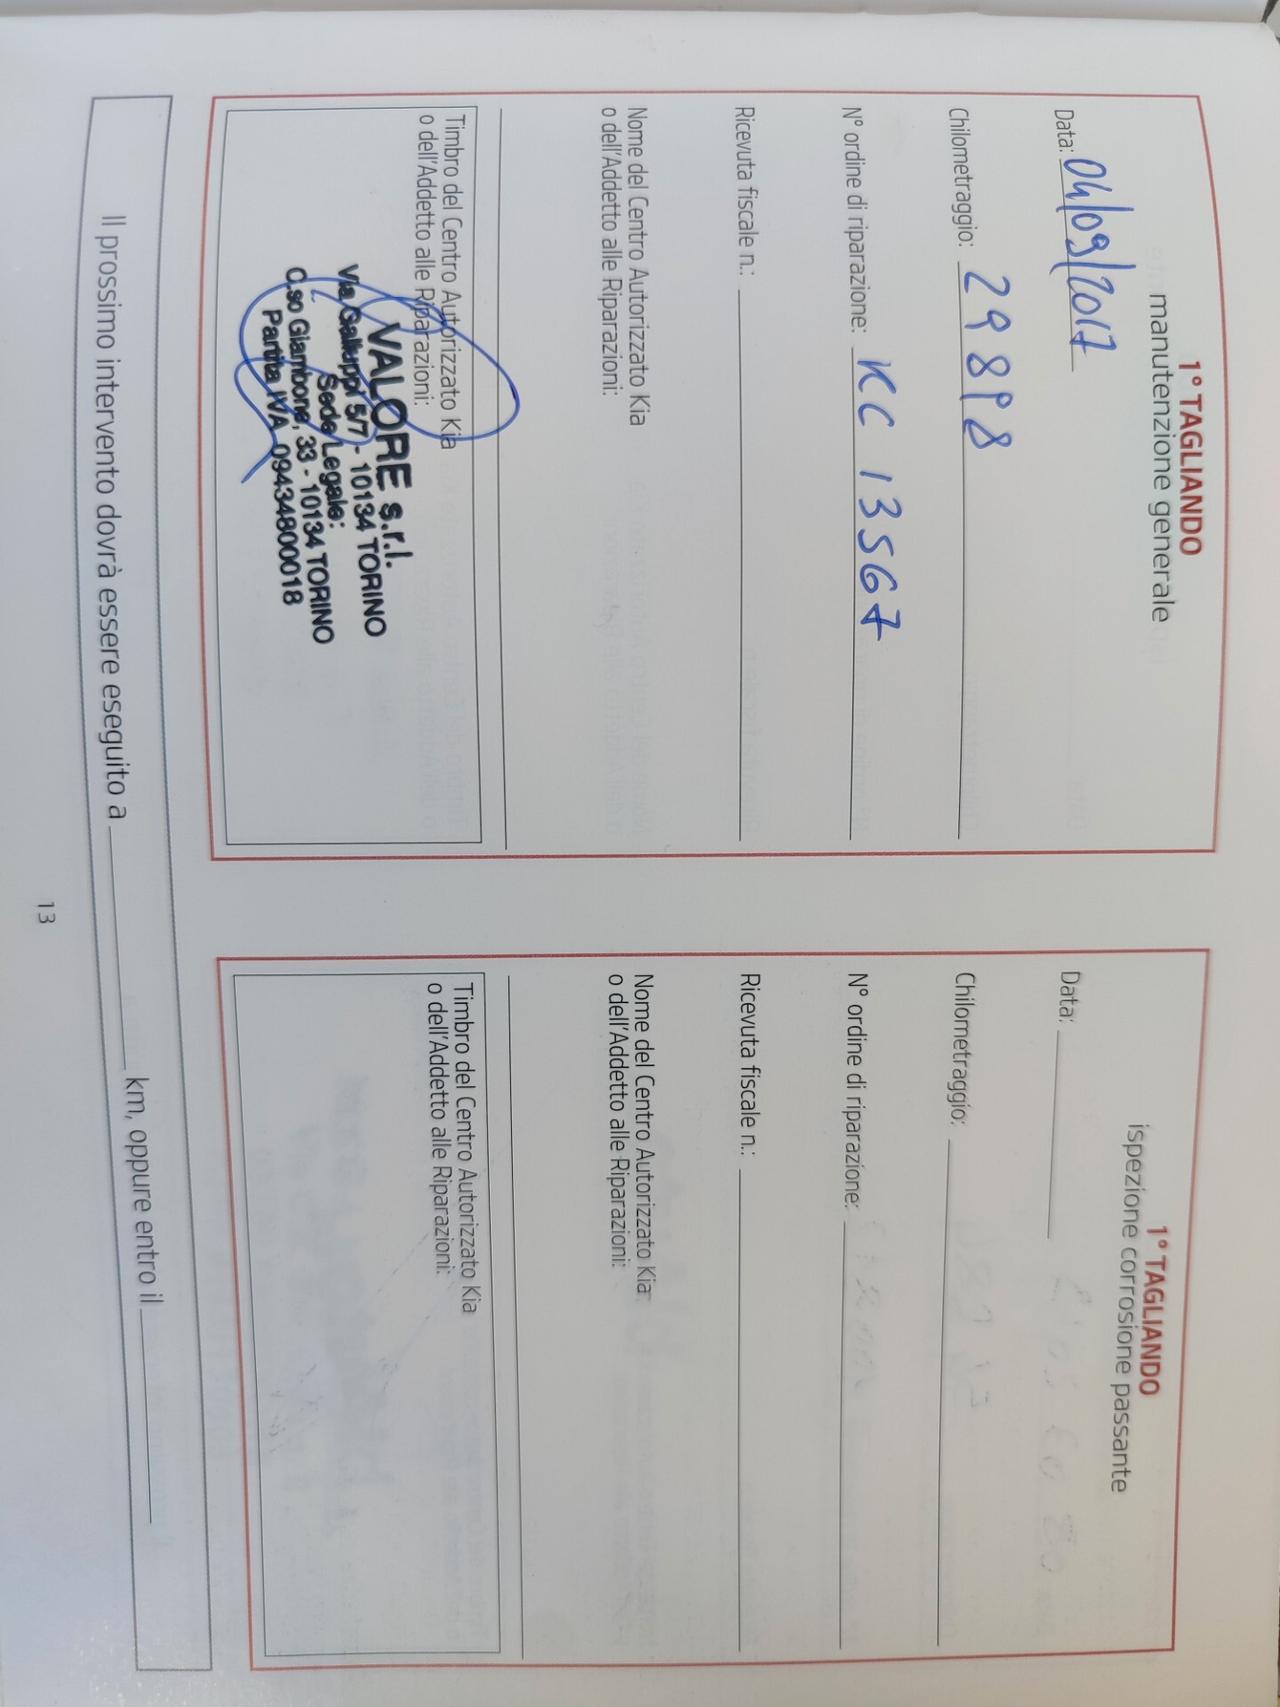 1° TAGLIANDO
manutenzione generale
Data: 04/09/2017
Chilometraggio: 29898
N° ordine di riparazione: KC 13567
Ricevuta fiscale n.:
Nome del Centro Autorizzato Kia
o dell'Addetto alle Riparazioni:
Timbro del Centro Autorizzato Kia
o dell'Addetto alle Riparazioni:
VALORE s.r.l.
Via Galluppi 5/7 - 10134 TORINO
Sede Legale:
C.so Giambone, 33 - 10134 TORINO
Partita IVA 09434800018
1° TAGLIANDO
ispezione corrosione passante
Data:
Chilometraggio:
N° ordine di riparazione:
Ricevuta fiscale n.:
Nome del Centro Autorizzato Kia
o dell'Addetto alle Riparazioni:
Timbro del Centro Autorizzato Kia
o dell'Addetto alle Riparazioni:
Il prossimo intervento dovrà essere eseguito a km, oppure entro il
13